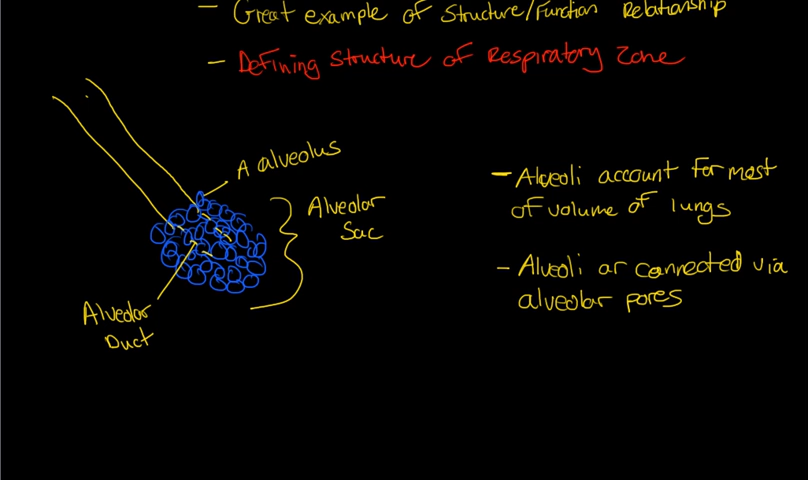 - Great example of Structure/Function Relationship
- Defining Structure of Respiratory Zone
A alveolus
Alveolar
Sac
Alveolar
Duct
- Alveoli account for most
of volume of lungs
- Alveoli ar connected via
alveolar pores